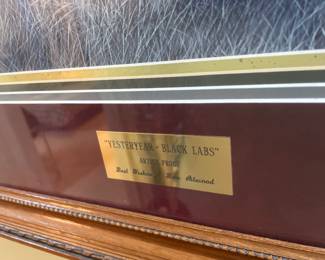 "YESTERYEAR - BLACK LABS"
ARTIST PROOF
Best Wishes